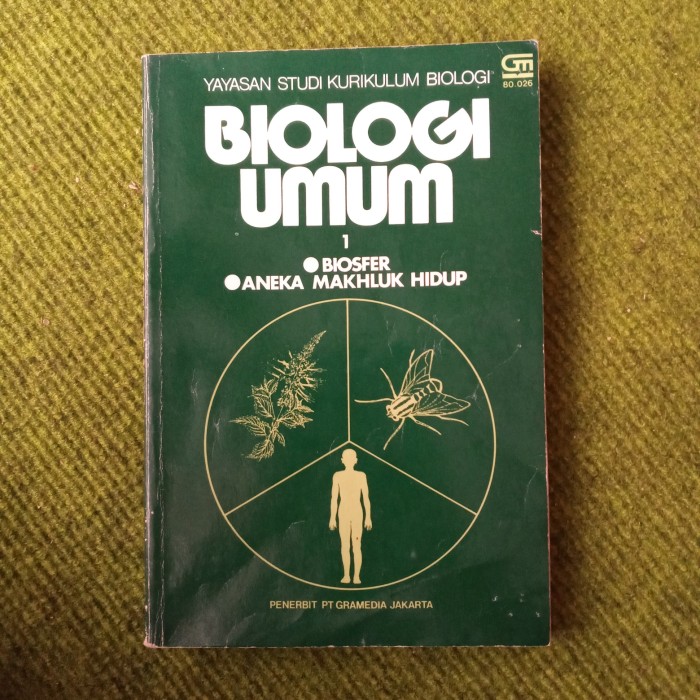 YAYASAN STUDI KURIKULUM BIOLOGI
GM
80.026
BIOLOGI
UMUM
1
● BIOSFER
● ANEKA MAKHLUK HIDUP
PENERBIT PT GRAMEDIA JAKARTA